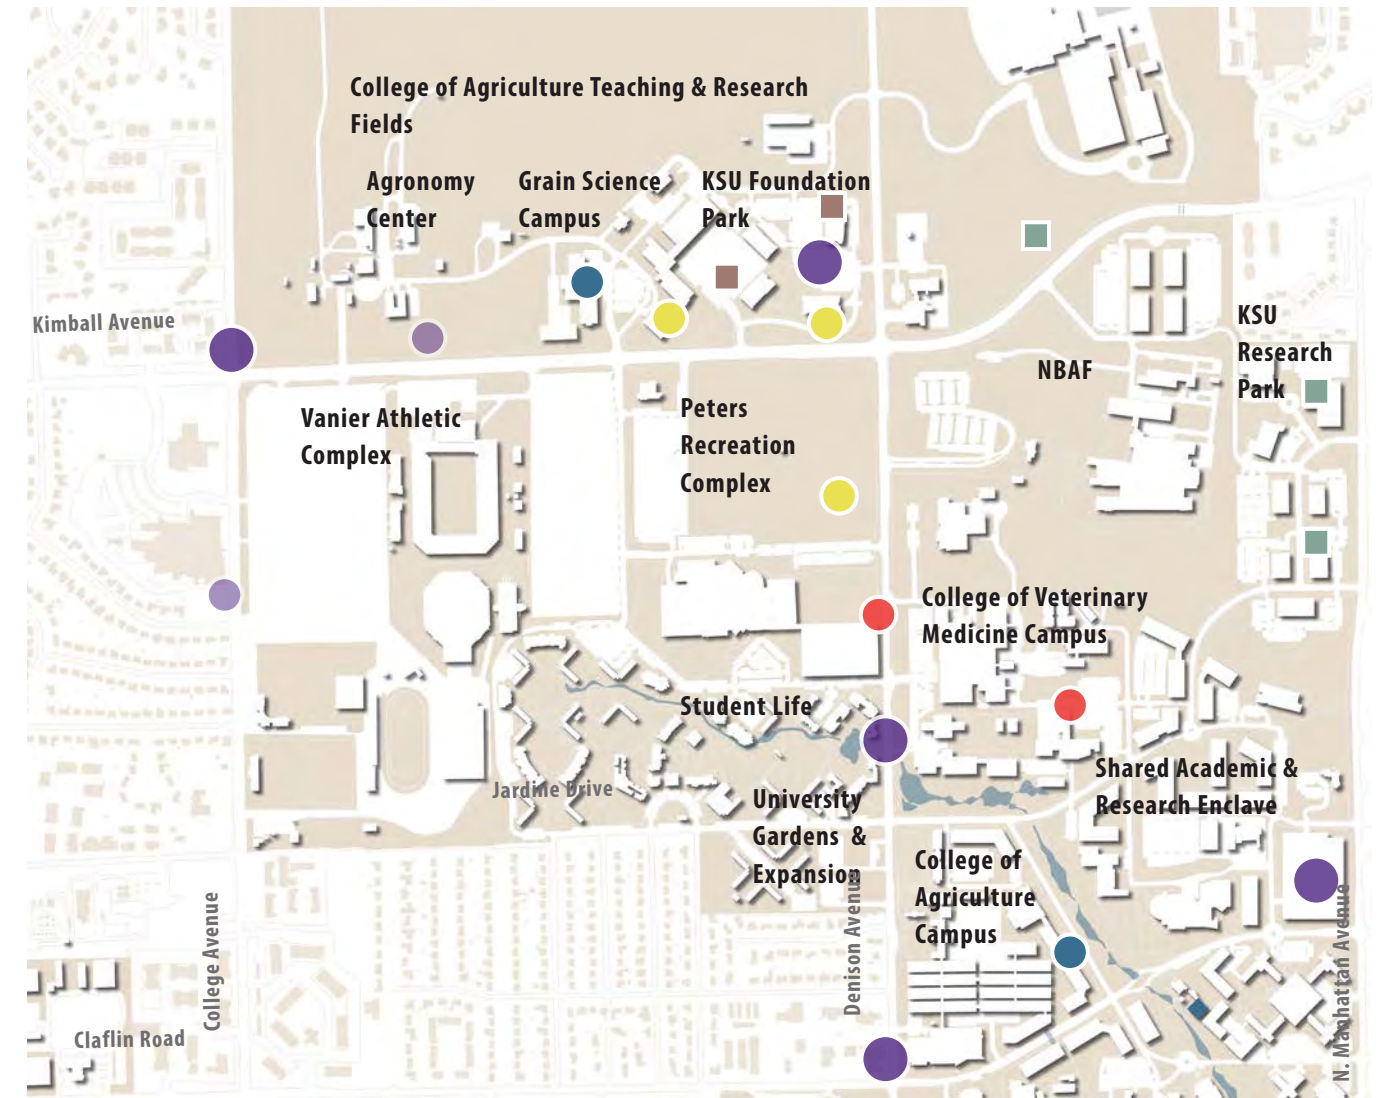 College of Agriculture Teaching & Research
Fields
Agronomy
Center
Grain Science
Campus
KSU Foundation
Park
Kimball Avenue
KSU
Research
Park
NBAF
Vanier Athletic
Complex
Peters
Recreation
Complex
College of Veterinary
Medicine Campus
Student Life
Jardine Drive
University
Gardens &
Expansion
Shared Academic &
Research Enclave
College of
Agriculture
Campus
College Avenue
Denison Avenue
N. Manhattan Avenue
Claflin Road